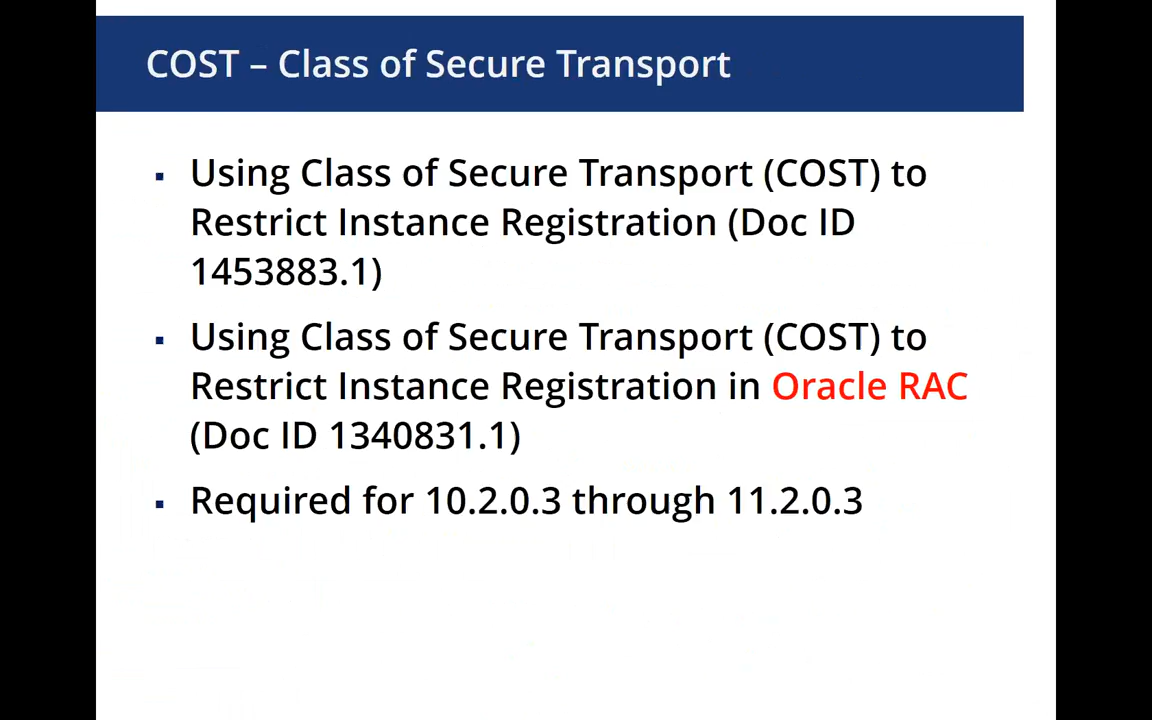 COST – Class of Secure Transport
▪ Using Class of Secure Transport (COST) to
Restrict Instance Registration (Doc ID
1453883.1)
▪ Using Class of Secure Transport (COST) to
Restrict Instance Registration in Oracle RAC
(Doc ID 1340831.1)
▪ Required for 10.2.0.3 through 11.2.0.3